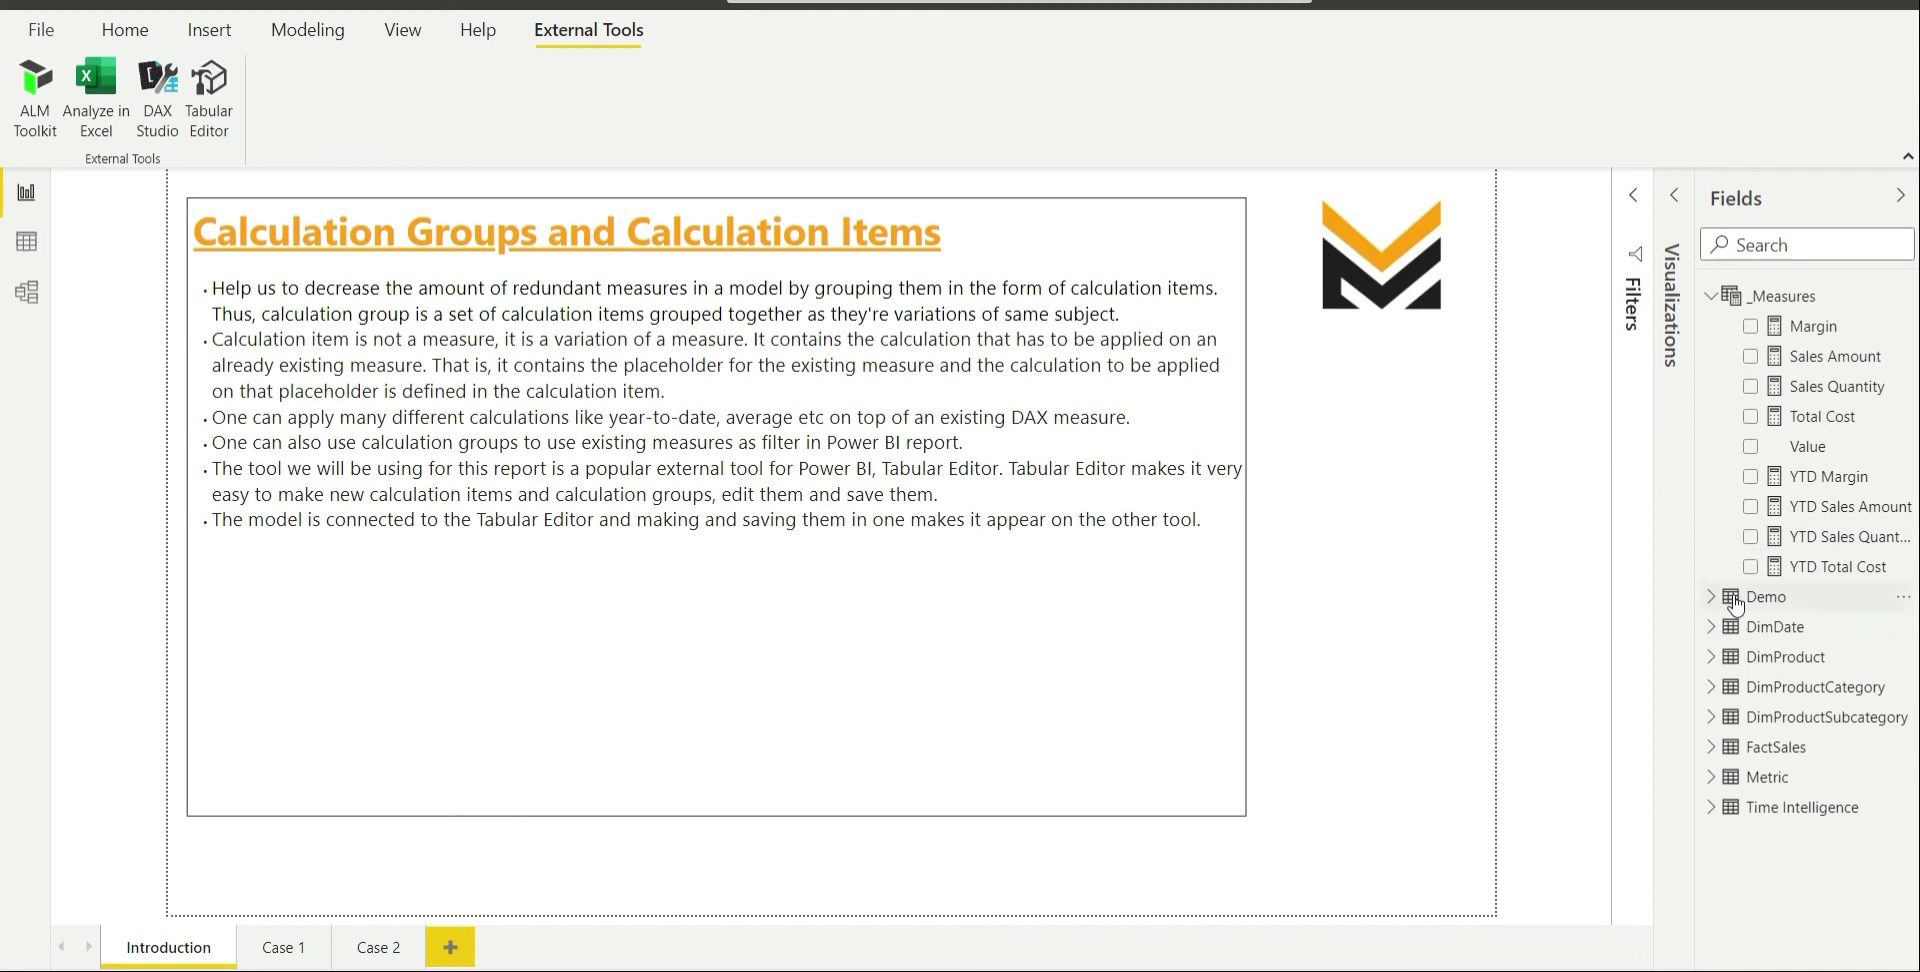 File Home Insert Modeling View Help External Tools
ALM Toolkit
Analyze in Excel
DAX Studio
Tabular Editor
External Tools
Calculation Groups and Calculation Items
. Help us to decrease the amount of redundant measures in a model by grouping them in the form of calculation items.
Thus, calculation group is a set of calculation items grouped together as they're variations of same subject.
. Calculation item is not a measure, it is a variation of a measure. It contains the calculation that has to be applied on an
already existing measure. That is, it contains the placeholder for the existing measure and the calculation to be applied
on that placeholder is defined in the calculation item.
. One can apply many different calculations like year-to-date, average etc on top of an existing DAX measure.
. One can also use calculation groups to use existing measures as filter in Power BI report.
. The tool we will be using for this report is a popular external tool for Power BI, Tabular Editor. Tabular Editor makes it very
easy to make new calculation items and calculation groups, edit them and save them.
. The model is connected to the Tabular Editor and making and saving them in one makes it appear on the other tool.
Filters
Visualizations
Fields
Search
_Measures
Margin
Sales Amount
Sales Quantity
Total Cost
Value
YTD Margin
YTD Sales Amount
YTD Sales Quant...
YTD Total Cost
Demo ...
DimDate
DimProduct
DimProductCategory
DimProductSubcategory
FactSales
Metric
Time Intelligence
Introduction Case 1 Case 2 +